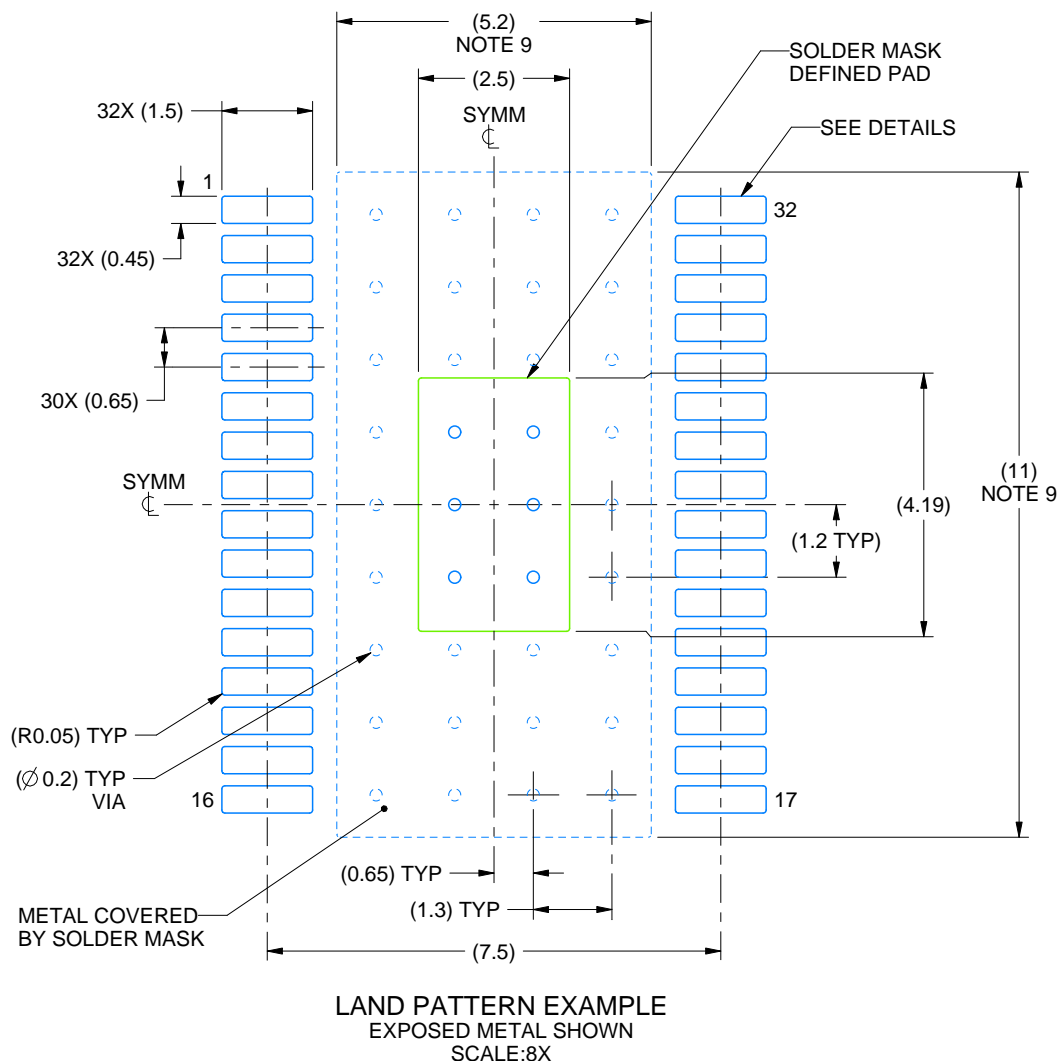 (5.2)
NOTE 9
SOLDER MASK
DEFINED PAD
(2.5)
32X (1.5)
SYMM
℄
SEE DETAILS
1
32
32X (0.45)
30X (0.65)
SYMM
℄
(11)
NOTE 9
(4.19)
(1.2 TYP)
(R0.05) TYP
(∅ 0.2) TYP
VIA
16
17
(0.65) TYP
(1.3) TYP
METAL COVERED
BY SOLDER MASK
(7.5)
LAND PATTERN EXAMPLE
EXPOSED METAL SHOWN
SCALE:8X